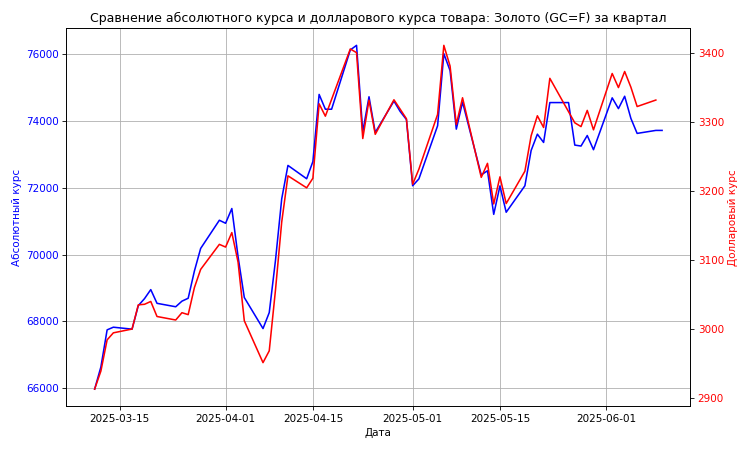 Сравнение абсолютного курса и долларового курса товара: Золото (GC=F) за квартал
76000
74000
72000
70000
68000
66000
Абсолютный курс
3400
3300
3200
3100
3000
2900
Долларовый курс
2025-03-15 2025-04-01 2025-04-15 2025-05-01 2025-05-15 2025-06-01
Дата